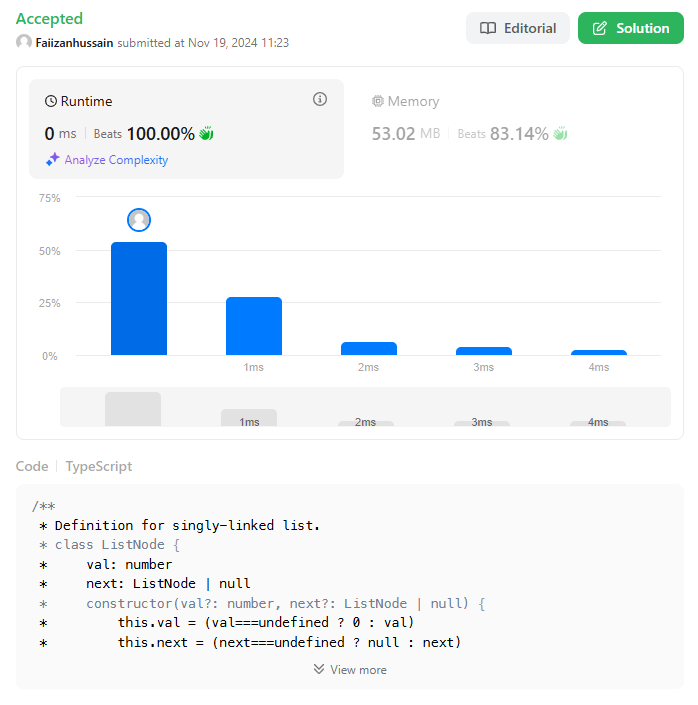 Accepted
Editorial
Solution
Faiizanhussain submitted at Nov 19, 2024 11:23
Runtime
0 ms Beats 100.00%
Analyze Complexity
Memory
53.02 MB Beats 83.14%
75%
50%
25%
0%
1ms 2ms 3ms 4ms
1ms 2ms 3ms 4ms
Code TypeScript
/**
 * Definition for singly-linked list.
 * class ListNode {
 *     val: number
 *     next: ListNode | null
 *     constructor(val?: number, next?: ListNode | null) {
 *         this.val = (val===undefined ? 0 : val)
 *         this.next = (next===undefined ? null : next)
View more